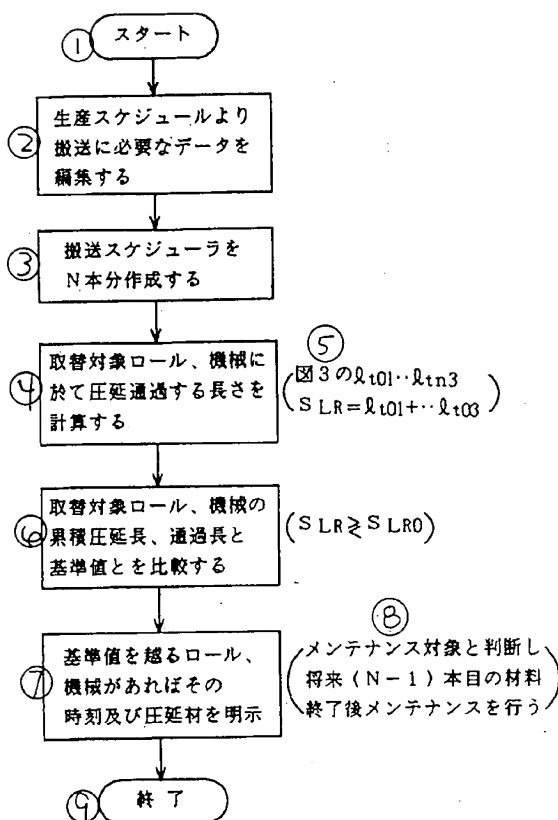 ① スタート
② 生産スケジュールより
搬送に必要なデータを
編集する
③ 搬送スケジューラを
N本分作成する
④ 取替対象ロール、機械に
於て圧延通過する長さを
計算する
⑤
(図3のℓt01‥ℓtn3
SLR=ℓt01+‥ℓt03)
⑥ 取替対象ロール、機械の
累積圧延長、通過長と
基準値とを比較する
(SLR≷SLR0)
⑦ 基準値を越るロール、
機械があればその
時刻及び圧延材を明示
⑧
(メンテナンス対象と判断し
将来(N-1)本目の材料
終了後メンテナンスを行う)
⑨ 終了